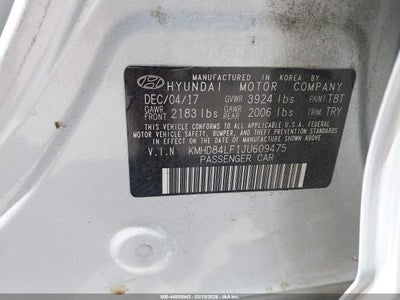 MANUFACTURED IN KOREA BY
HYUNDAI MOTOR COMPANY
DEC/04/17 GVWR 3924 lbs PAINT T8T
GAWR FRONT 2183 lbs GAWR REAR 2006 lbs TRIM TRY
THIS VEHICLE CONFORMS TO ALL APPLICABLE U.S.A. FEDERAL
MOTOR VEHICLE SAFETY, BUMPER, AND THEFT PREVENTION
STANDARDS IN EFFECT ON THE DATE OF MANUFACTURE SHOWN ABOVE.
V.I.N KMHD84LF1JU609475
PASSENGER CAR